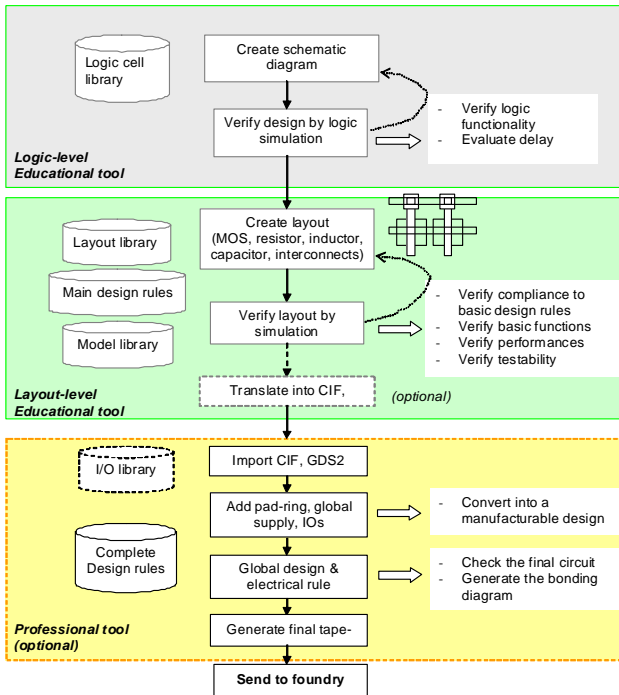 Logic cell
library
Create schematic
diagram
Verify design by logic
simulation
- Verify logic
functionality
- Evaluate delay
Logic-level
Educational tool
Layout library
Main design rules
Model library
Create layout
(MOS, resistor, inductor,
capacitor, interconnects)
Verify layout by
simulation
- Verify compliance to
basic design rules
- Verify basic functions
- Verify performances
- Verify testability
Translate into CIF,
(optional)
Layout-level
Educational tool
I/O library
Import CIF, GDS2
Add pad-ring, global
supply, IOs
- Convert into a
manufacturable design
Complete
Design rules
Global design &
electrical rule
- Check the final circuit
- Generate the bonding
diagram
Generate final tape-
Professional tool
(optional)
Send to foundry